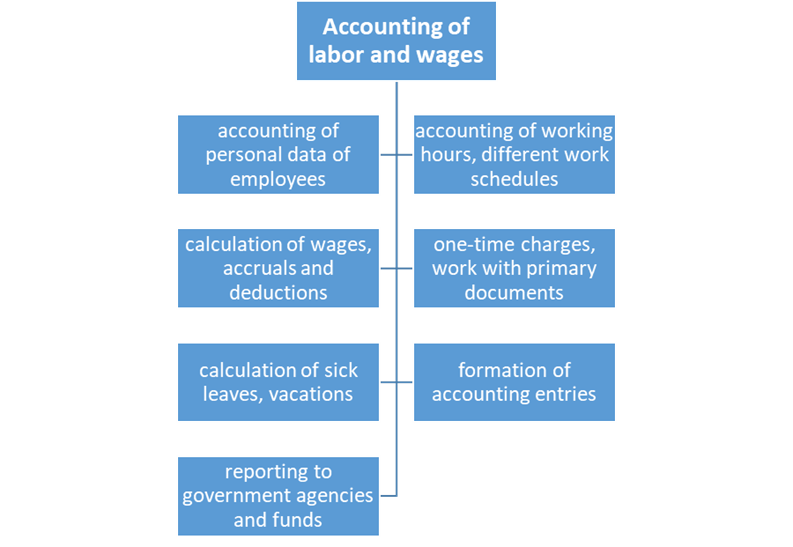 Accounting of
labor and wages
accounting of
personal data of
employees
accounting of working
hours, different work
schedules
calculation of wages,
accruals and
deductions
one-time charges,
work with primary
documents
calculation of sick
leaves, vacations
formation of
accounting entries
reporting to
government agencies
and funds